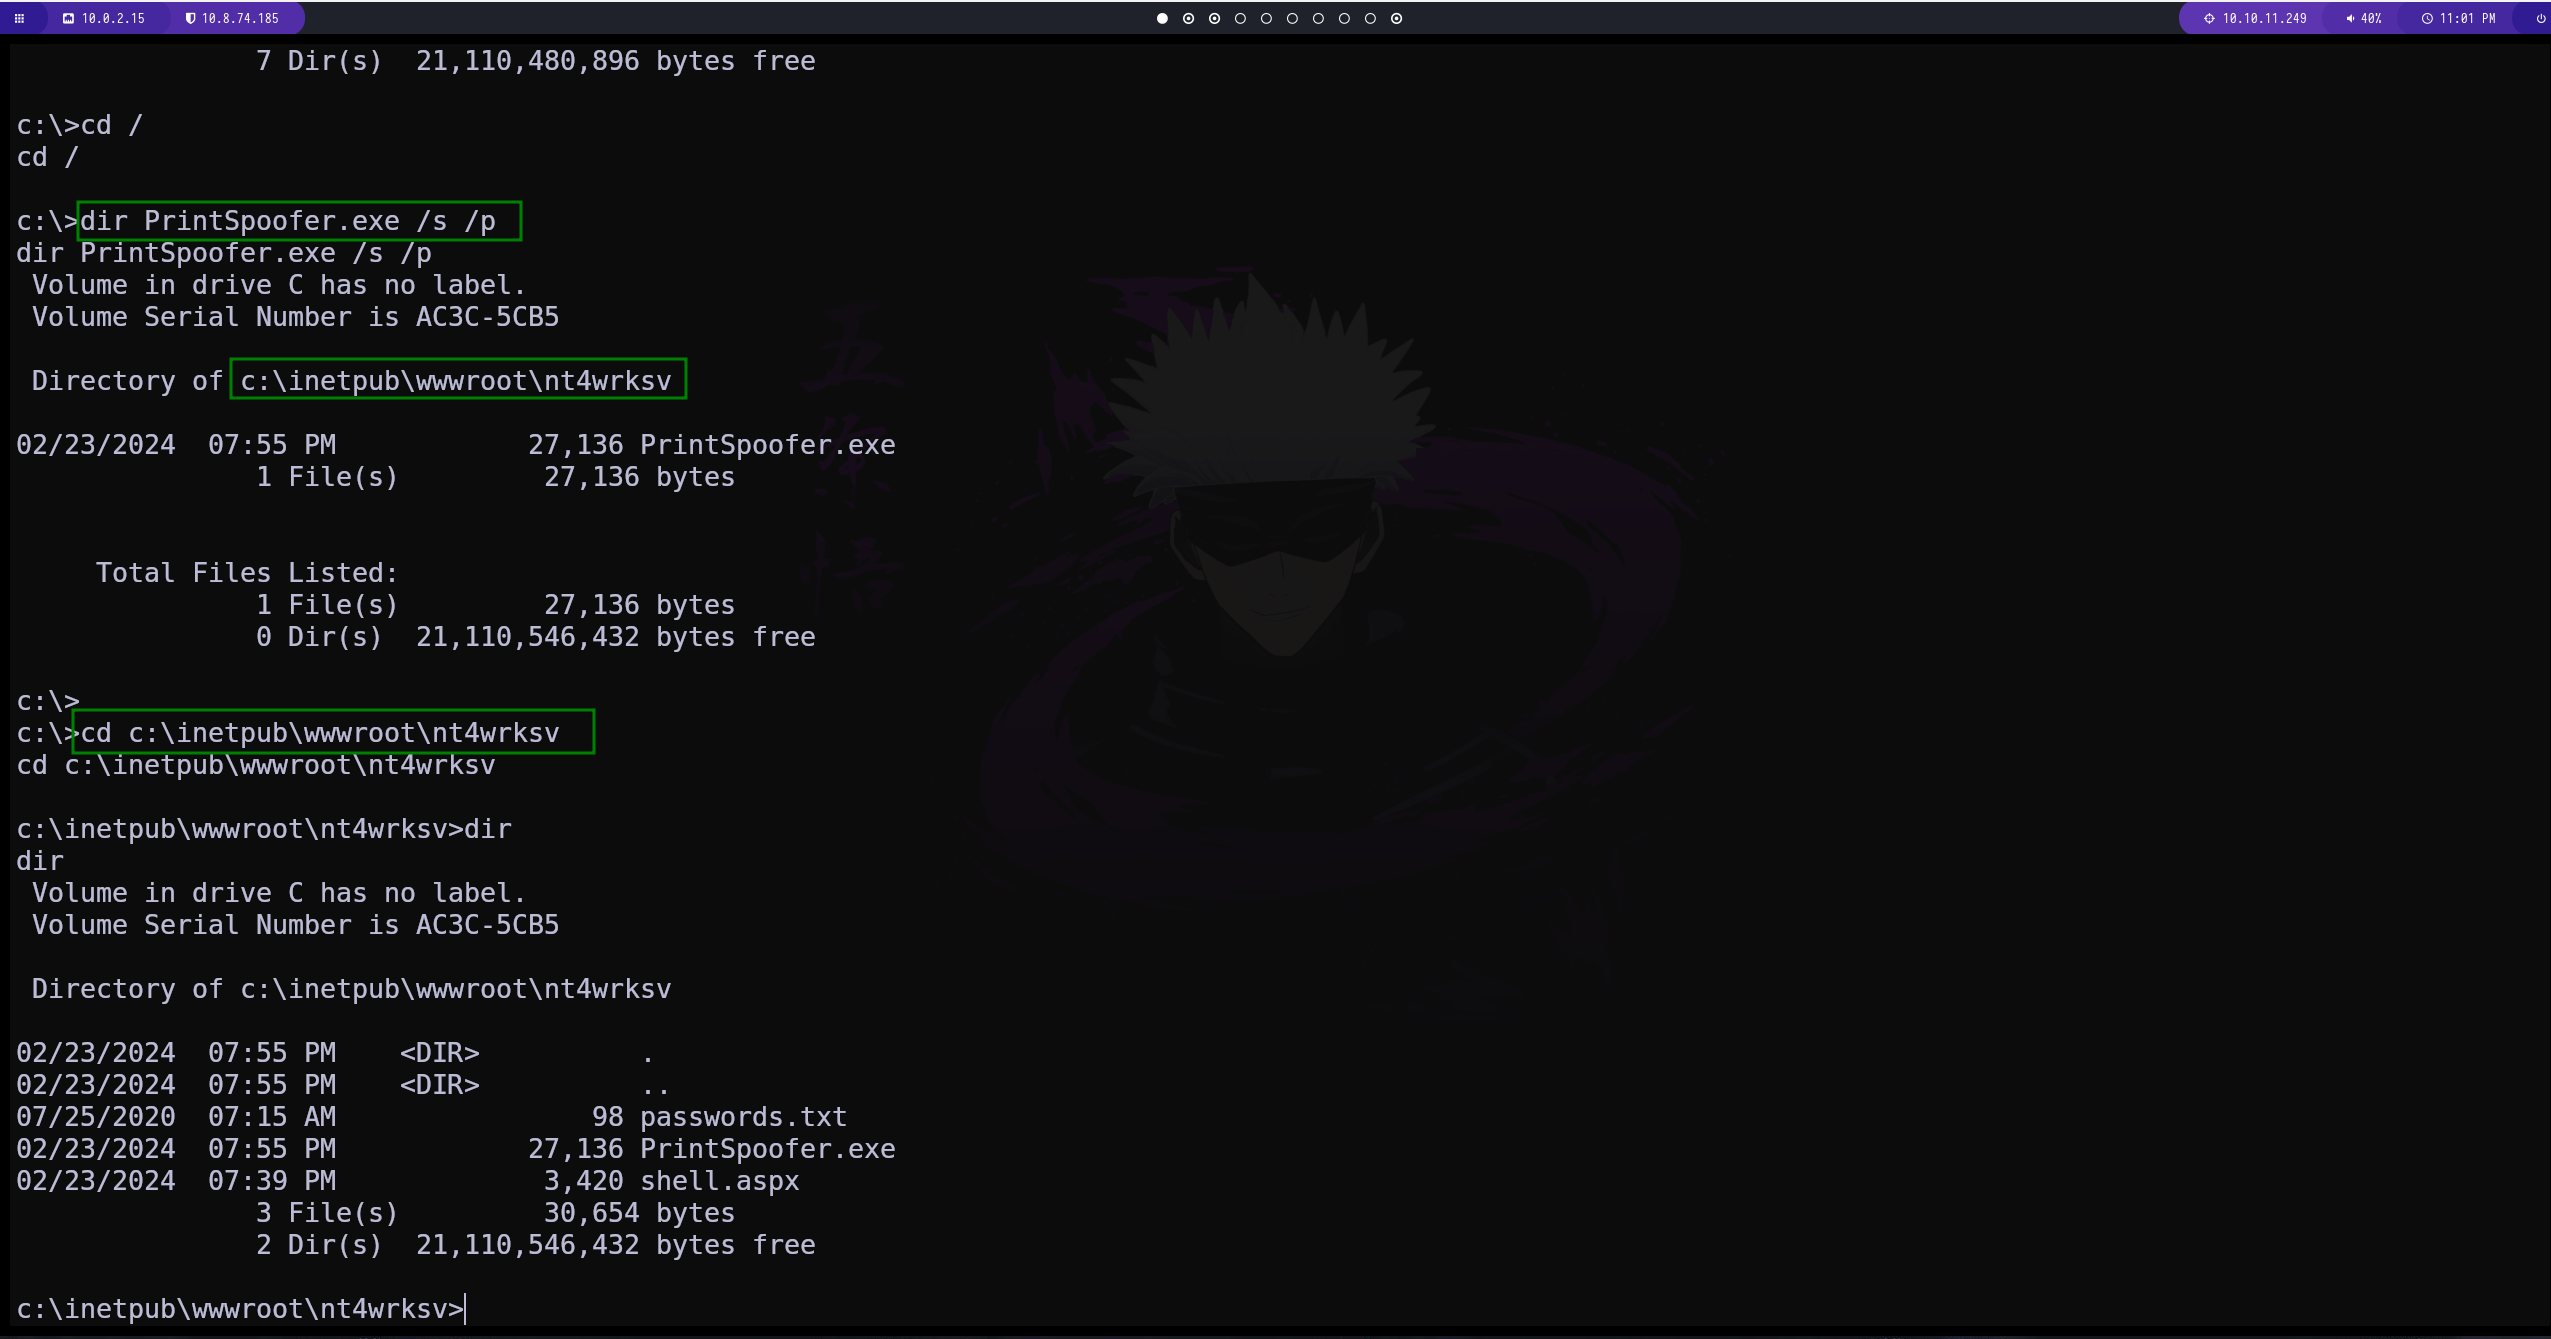 10.0.2.15 10.8.74.185 10.10.11.249 40% 11:01 PM
7 Dir(s)  21,110,480,896 bytes free
c:\>cd /
cd /
c:\>dir PrintSpoofer.exe /s /p
dir PrintSpoofer.exe /s /p
Volume in drive C has no label.
Volume Serial Number is AC3C-5CB5
Directory of c:\inetpub\wwwroot\nt4wrksv
02/23/2024  07:55 PM            27,136 PrintSpoofer.exe
1 File(s)         27,136 bytes
Total Files Listed:
1 File(s)         27,136 bytes
0 Dir(s)  21,110,546,432 bytes free
c:\>
c:\>cd c:\inetpub\wwwroot\nt4wrksv
cd c:\inetpub\wwwroot\nt4wrksv
c:\inetpub\wwwroot\nt4wrksv>dir
dir
Volume in drive C has no label.
Volume Serial Number is AC3C-5CB5
Directory of c:\inetpub\wwwroot\nt4wrksv
02/23/2024  07:55 PM    <DIR>          .
02/23/2024  07:55 PM    <DIR>          ..
07/25/2020  07:15 AM                98 passwords.txt
02/23/2024  07:55 PM            27,136 PrintSpoofer.exe
02/23/2024  07:39 PM             3,420 shell.aspx
3 File(s)         30,654 bytes
2 Dir(s)  21,110,546,432 bytes free
c:\inetpub\wwwroot\nt4wrksv>
五
条
悟